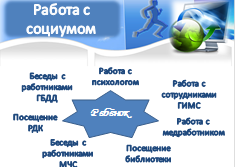 Работа с
социумом
Беседы с
работниками
ГБДД
Работа с
психологом
Работа с
сотрудниками
ГИМС
Посещение
РДК
Ребёнок
Работа с
медработником
Беседы с
работниками
МЧС
Посещение
библиотеки